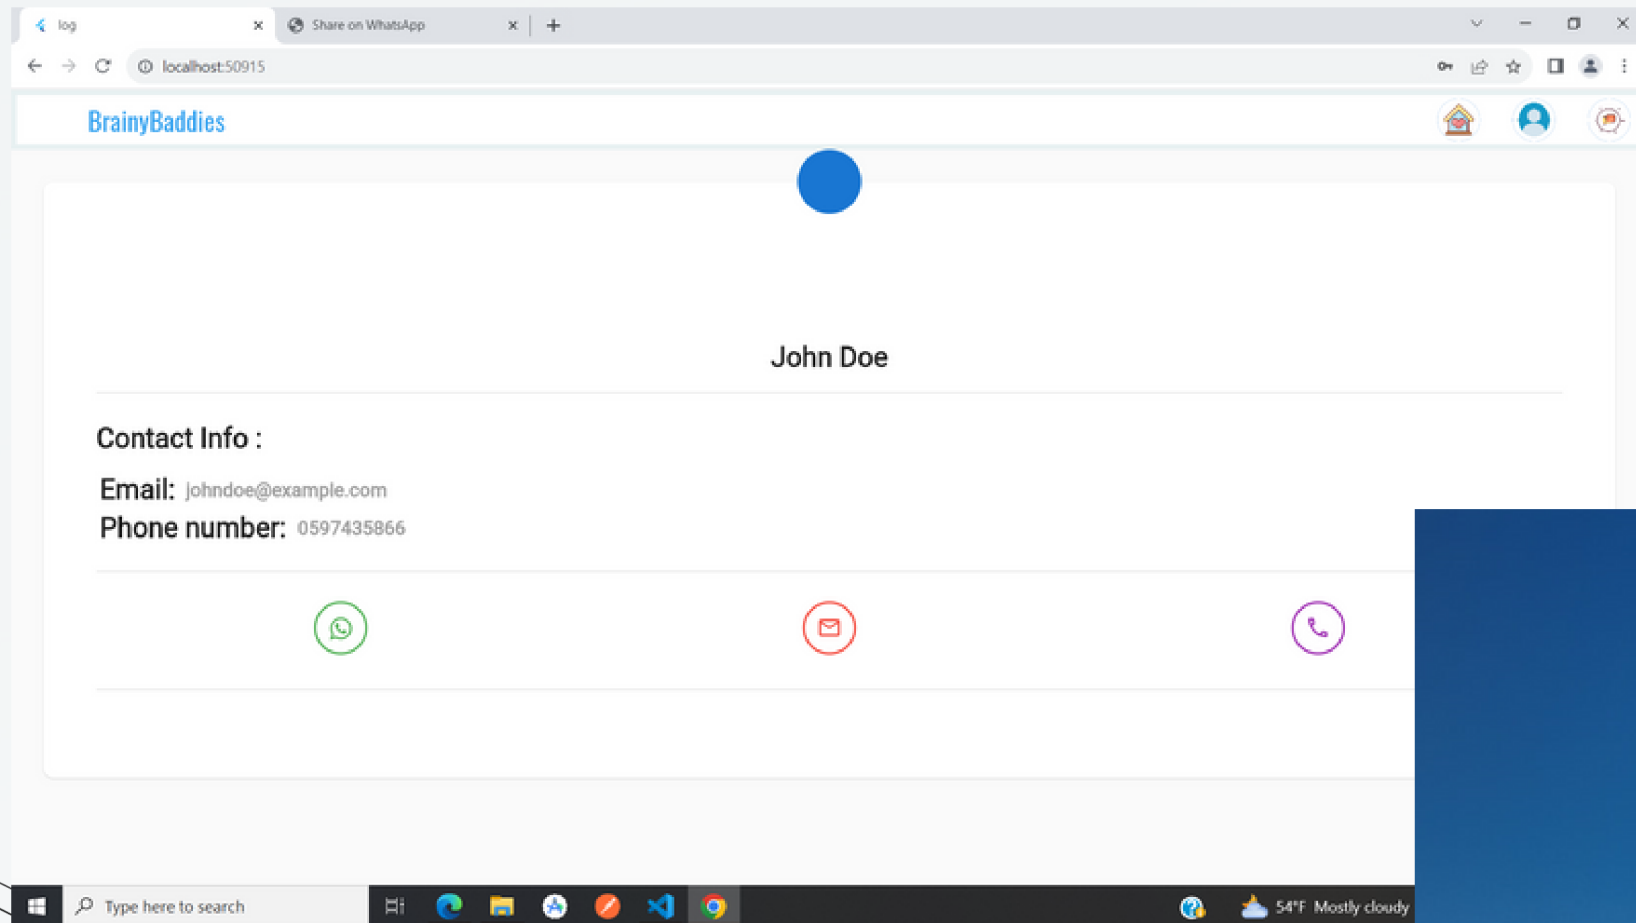 log
Share on WhatsApp
localhost:50915
BrainyBaddies
John Doe
Contact Info :
Email: johndoe@example.com
Phone number: 0597435866
Type here to search
54°F Mostly cloudy